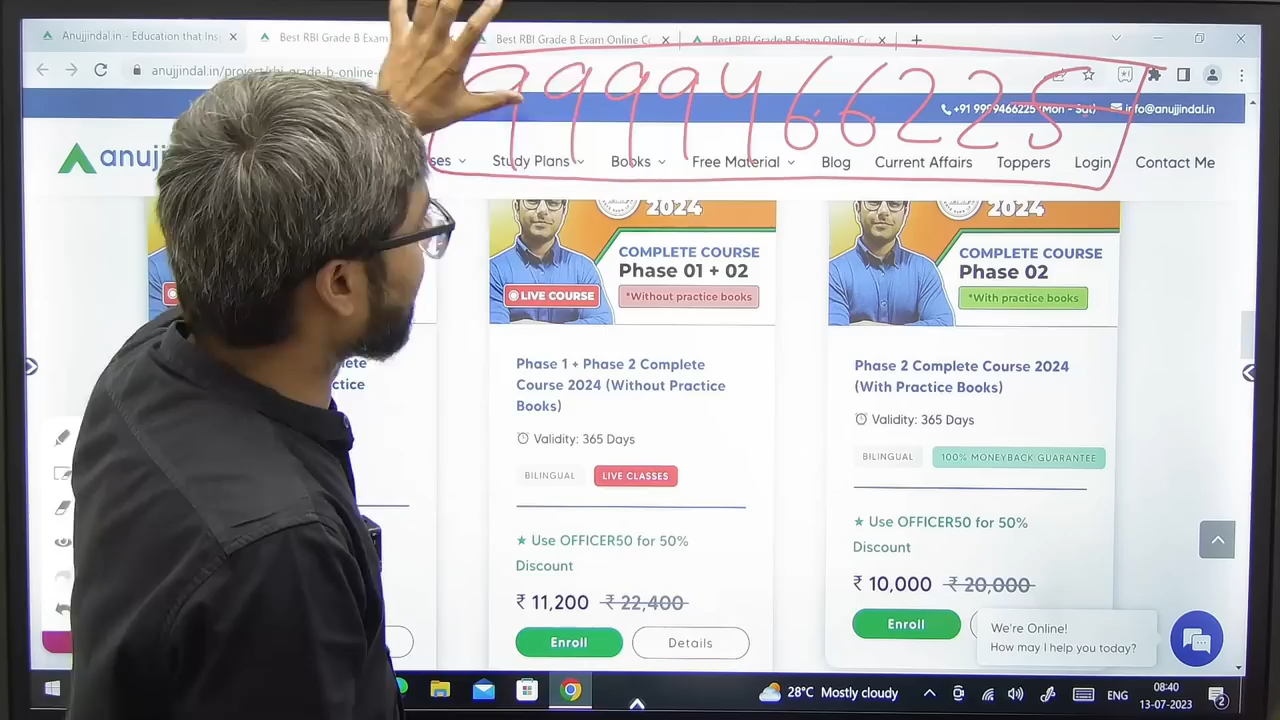 Anujjindal.in - Education that Ins
Best RBI Grade B Exam
Best RBI Grade B Exam Online Co
Best RBI Grade B Exam Online Co
anujjindal.in/project/rbi-grade-b-online-
9999466225
+91 9999466225 (Mon - Sat)
info@anujjindal.in
anujj
ses
Study Plans
Books
Free Material
Blog
Current Affairs
Toppers
Login
Contact Me
2024
COMPLETE COURSE
Phase 01 + 02
LIVE COURSE
*Without practice books
Phase 1 + Phase 2 Complete
Course 2024 (Without Practice
Books)
Validity: 365 Days
BILINGUAL
LIVE CLASSES
★ Use OFFICER50 for 50%
Discount
₹ 11,200 ₹ 22,400
Enroll
Details
2024
COMPLETE COURSE
Phase 02
*With practice books
Phase 2 Complete Course 2024
(With Practice Books)
Validity: 365 Days
BILINGUAL
100% MONEYBACK GUARANTEE
★ Use OFFICER50 for 50%
Discount
₹ 10,000 ₹ 20,000
Enroll
We're Online!
How may I help you today?
28°C Mostly cloudy
ENG
08:40
13-07-2023
2